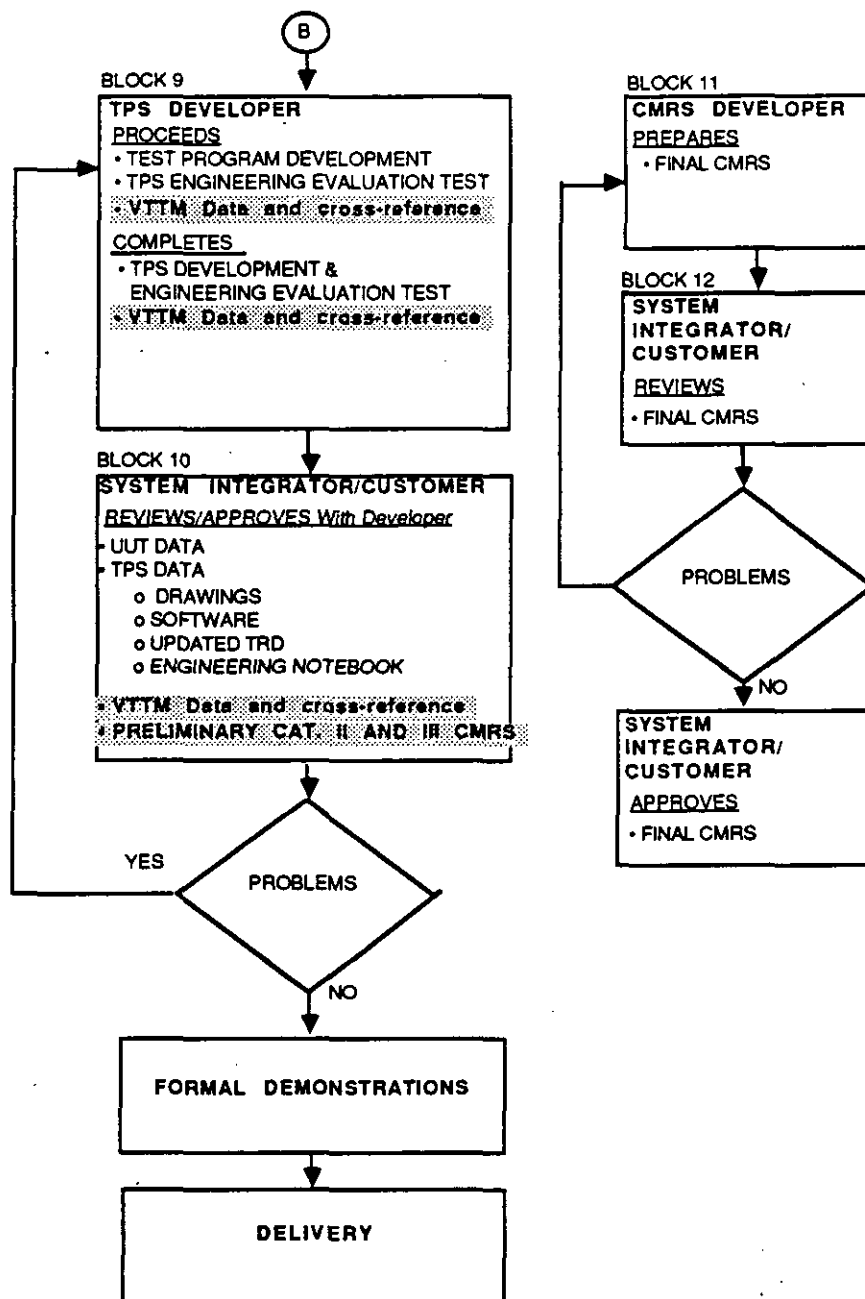 B
BLOCK 9
TPS DEVELOPER
PROCEEDS
• TEST PROGRAM DEVELOPMENT
• TPS ENGINEERING EVALUATION TEST
• VTTM Data and cross-reference
COMPLETES
• TPS DEVELOPMENT &
ENGINEERING EVALUATION TEST
• VTTM Data and cross-reference
BLOCK 10
SYSTEM INTEGRATOR/CUSTOMER
REVIEWS/APPROVES With Developer
• UUT DATA
• TPS DATA
o DRAWINGS
o SOFTWARE
o UPDATED TRD
o ENGINEERING NOTEBOOK
• VTTM Data and cross-reference
• PRELIMINARY CAT. II AND III CMRS
YES
PROBLEMS
NO
FORMAL DEMONSTRATIONS
DELIVERY
BLOCK 11
CMRS DEVELOPER
PREPARES
• FINAL CMRS
BLOCK 12
SYSTEM
INTEGRATOR/
CUSTOMER
REVIEWS
• FINAL CMRS
PROBLEMS
NO
SYSTEM
INTEGRATOR/
CUSTOMER
APPROVES
• FINAL CMRS